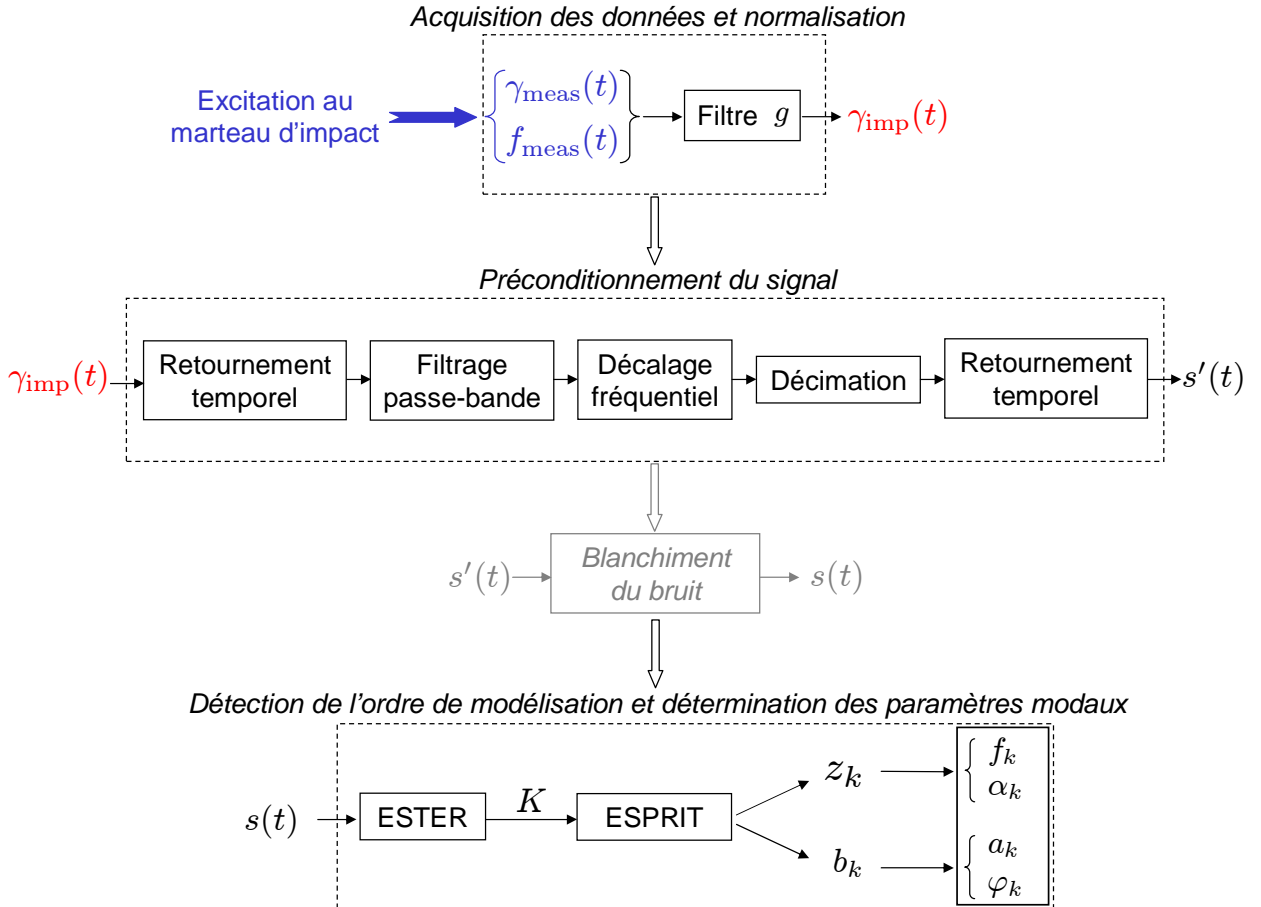 Acquisition des données et normalisation
Excitation au
marteau d'impact
γmeas(t)
fmeas(t)
Filtre g
γimp(t)
Préconditionnement du signal
γimp(t)
Retournement
temporel
Filtrage
passe-bande
Décalage
fréquentiel
Décimation
Retournement
temporel
s′(t)
s′(t)
Blanchiment
du bruit
s(t)
Détection de l'ordre de modélisation et détermination des paramètres modaux
s(t)
ESTER
K
ESPRIT
zk
fk
αk
bk
ak
φk